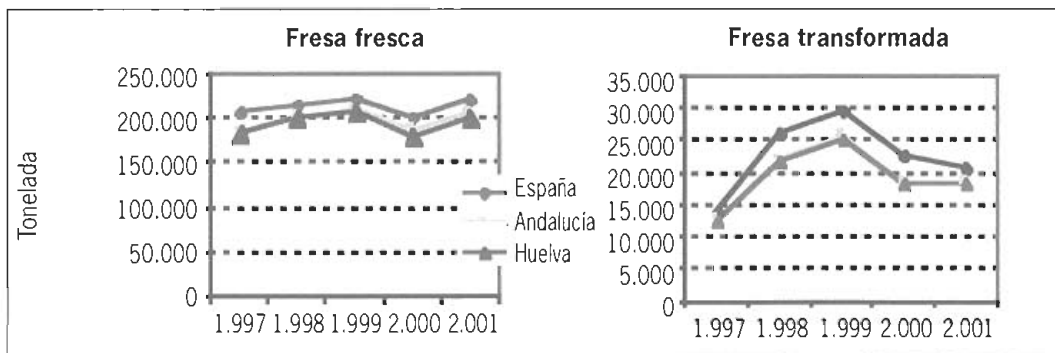 Fresa fresca
Tonelada
250.000
200.000
150.000
100.000
50.000
0
1.997 1.998 1.999 2.000 2.001
España
Andalucía
Huelva
Fresa transformada
35.000
30.000
25.000
20.000
15.000
10.000
5.000
0
1.997 1.998 1.999 2.000 2.001